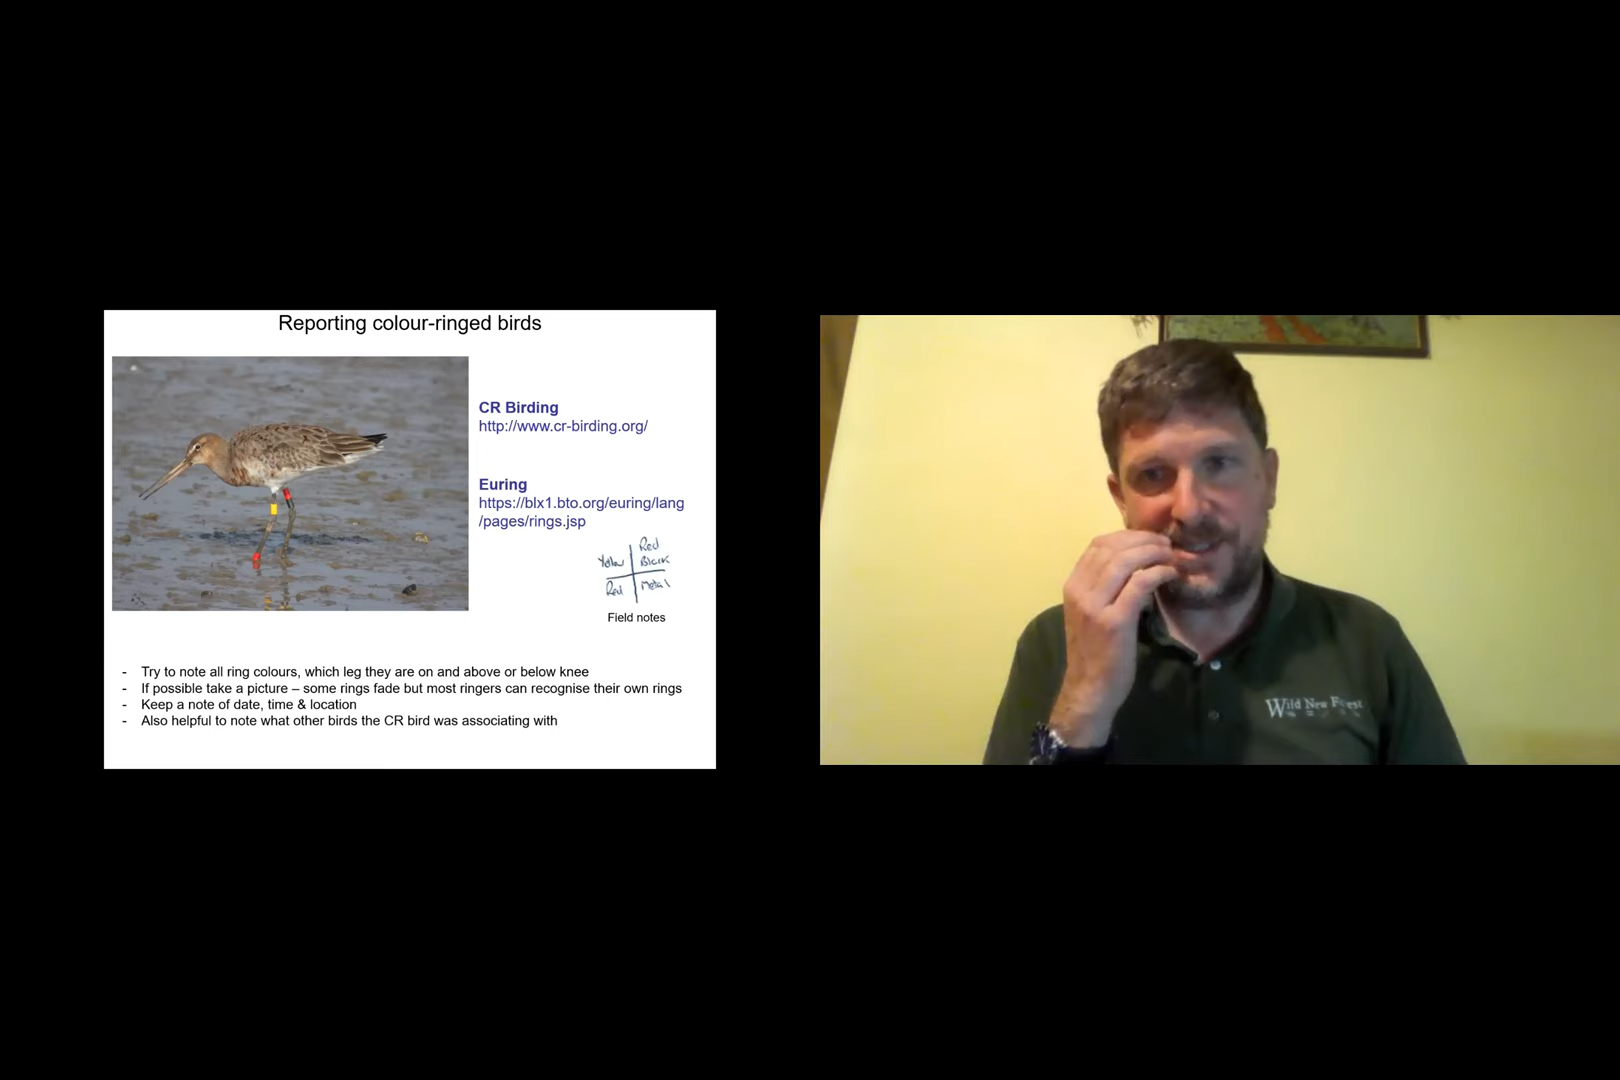 Reporting colour-ringed birds
CR Birding
http://www.cr-birding.org/
Euring
https://blx1.bto.org/euring/lang
/pages/rings.jsp
Red
Yellow Black
Red Metal
Field notes
- Try to note all ring colours, which leg they are on and above or below knee
- If possible take a picture – some rings fade but most ringers can recognise their own rings
- Keep a note of date, time & location
- Also helpful to note what other birds the CR bird was associating with
Wild New Forest